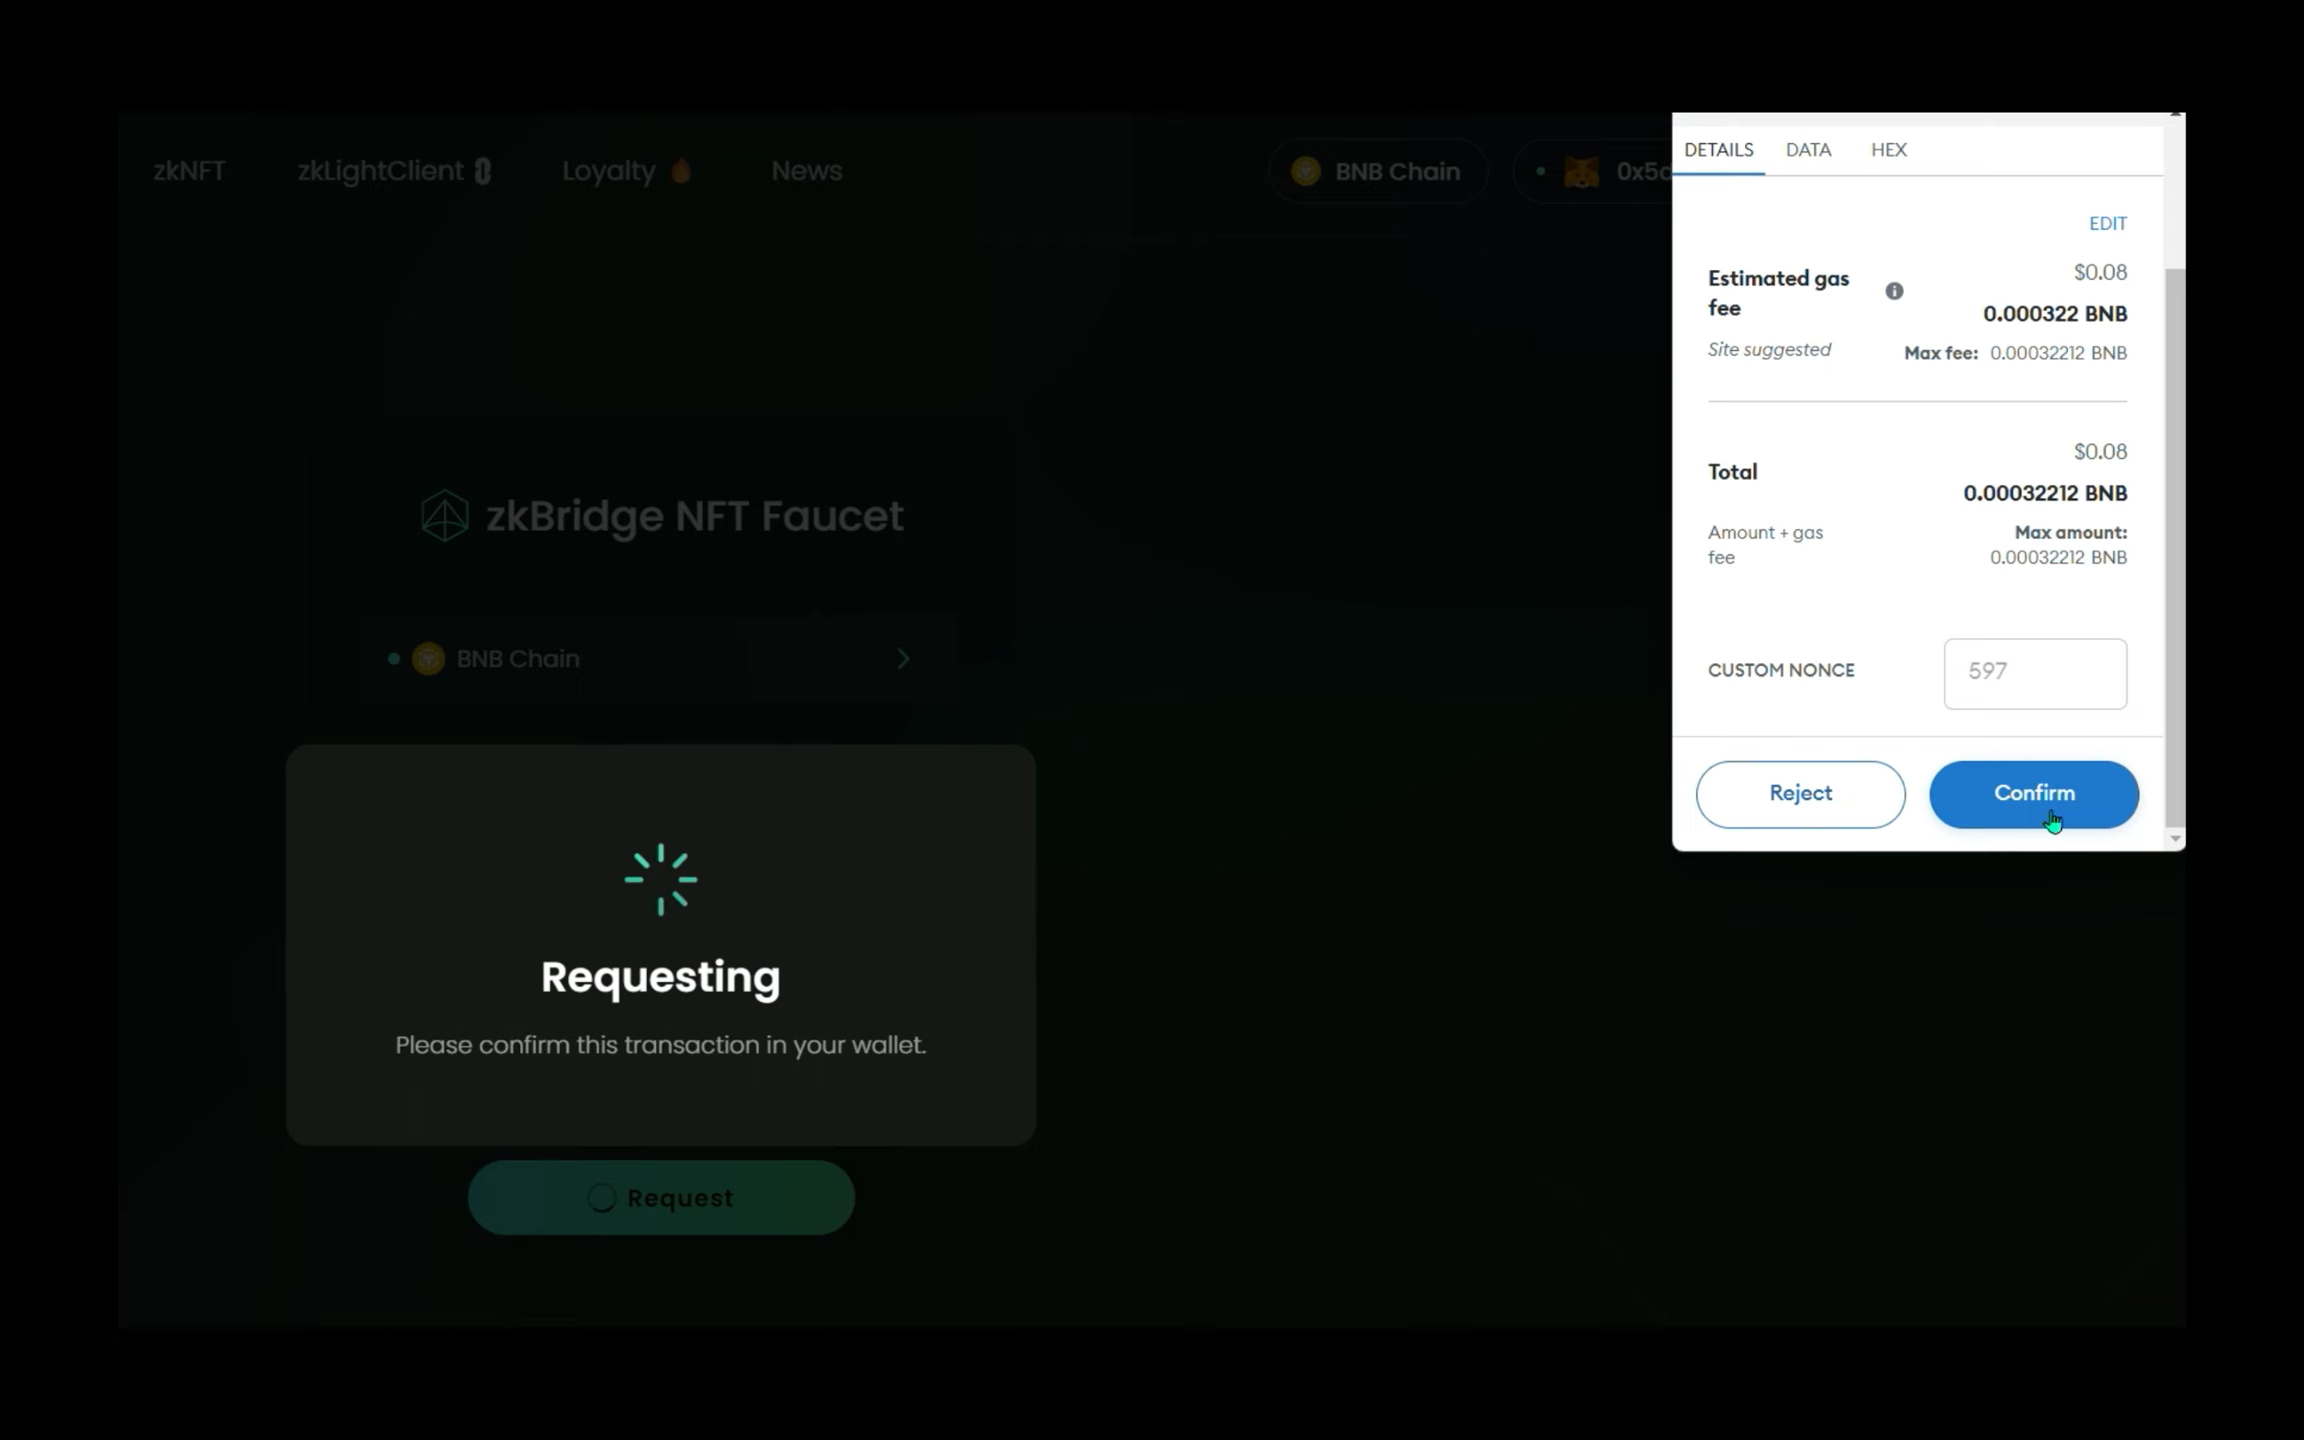 zkNFT
zkLightClient
Loyalty
News
BNB Chain
0x5c
zkBridge NFT Faucet
BNB Chain
Requesting
Please confirm this transaction in your wallet.
Request
DETAILS
DATA
HEX
EDIT
Estimated gas
fee
$0.08
0.000322 BNB
Site suggested
Max fee: 0.00032212 BNB
Total
$0.08
0.00032212 BNB
Amount + gas
fee
Max amount:
0.00032212 BNB
CUSTOM NONCE
597
Reject
Confirm